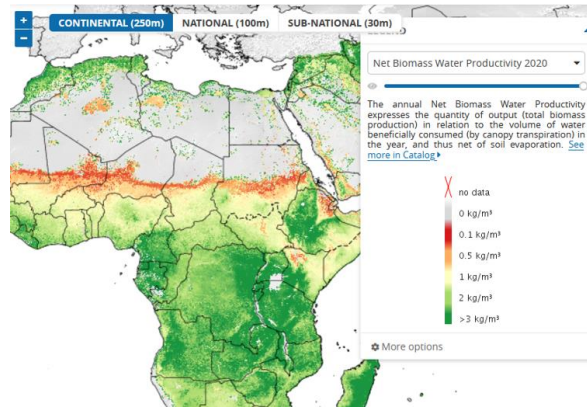 +
CONTINENTAL (250m) NATIONAL (100m) SUB-NATIONAL (30m)
−
Net Biomass Water Productivity 2020
The annual Net Biomass Water Productivity
expresses the quantity of output (total biomass
production) in relation to the volume of water
beneficially consumed (by canopy transpiration) in
the year, and thus net of soil evaporation. See
more in Catalog
no data
0 kg/m³
0.1 kg/m³
0.5 kg/m³
1 kg/m³
2 kg/m³
>3 kg/m³
More options